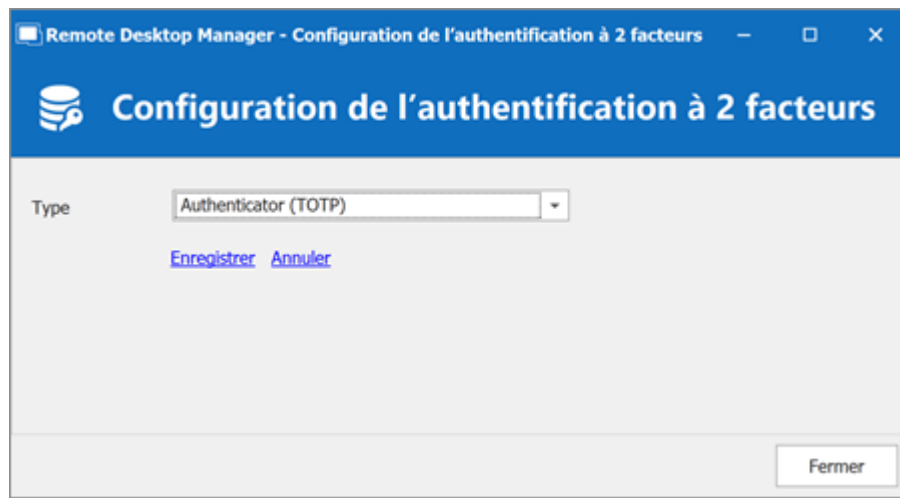 Remote Desktop Manager - Configuration de l'authentification à 2 facteurs
Configuration de l'authentification à 2 facteurs
Type Authenticator (TOTP)
Enregistrer Annuler
Fermer